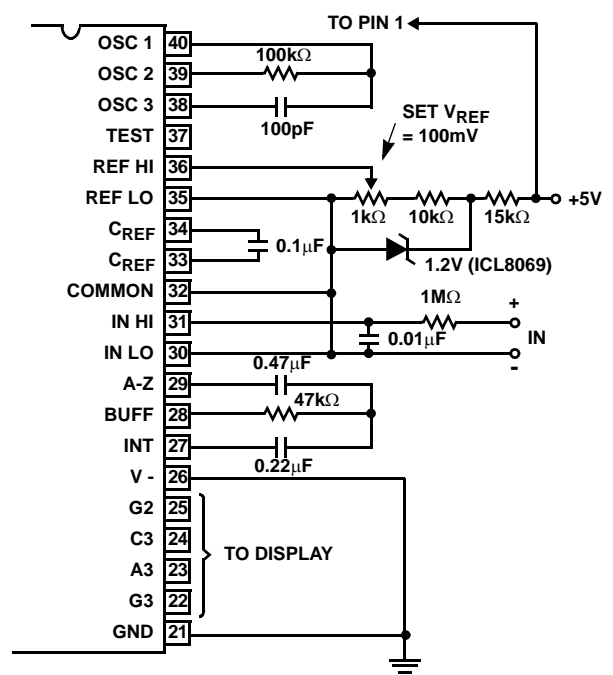 TO PIN 1
OSC 1 40
100kΩ
OSC 2 39
OSC 3 38
100pF
SET VREF
= 100mV
TEST 37
REF HI 36
REF LO 35
1kΩ 10kΩ 15kΩ +5V
CREF 34
0.1μF
CREF 33
1.2V (ICL8069)
COMMON 32
1MΩ
+
IN HI 31
0.01μF
IN
IN LO 30
-
0.47μF
A-Z 29
47kΩ
BUFF 28
INT 27
0.22μF
V - 26
G2 25
C3 24
TO DISPLAY
A3 23
G3 22
GND 21